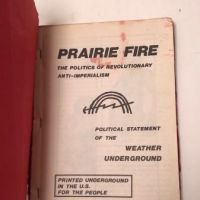 PRAIRIE FIRE
THE POLITICS OF REVOLUTIONARY
ANTI-IMPERIALISM
POLITICAL STATEMENT
OF THE
WEATHER
UNDERGROUND
PRINTED UNDERGROUND
IN THE U.S.
FOR THE PEOPLE